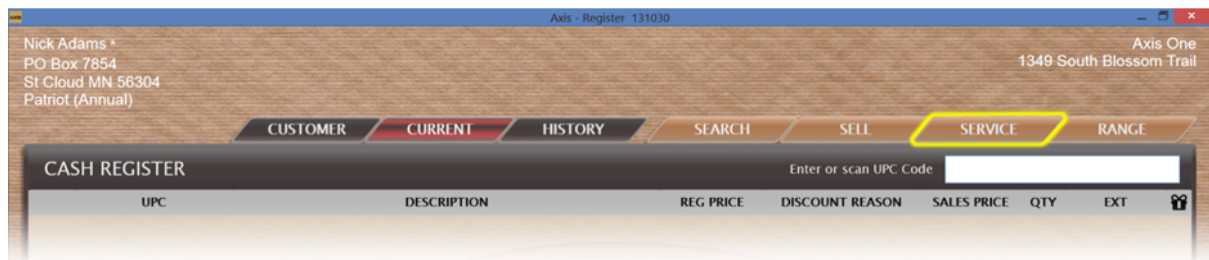 Axis - Register 131030
Nick Adams *
PO Box 7854
St Cloud MN 56304
Patriot (Annual)
Axis One
1349 South Blossom Trail
CUSTOMER CURRENT HISTORY SEARCH SELL SERVICE RANGE
CASH REGISTER Enter or scan UPC Code
UPC DESCRIPTION REG PRICE DISCOUNT REASON SALES PRICE QTY EXT